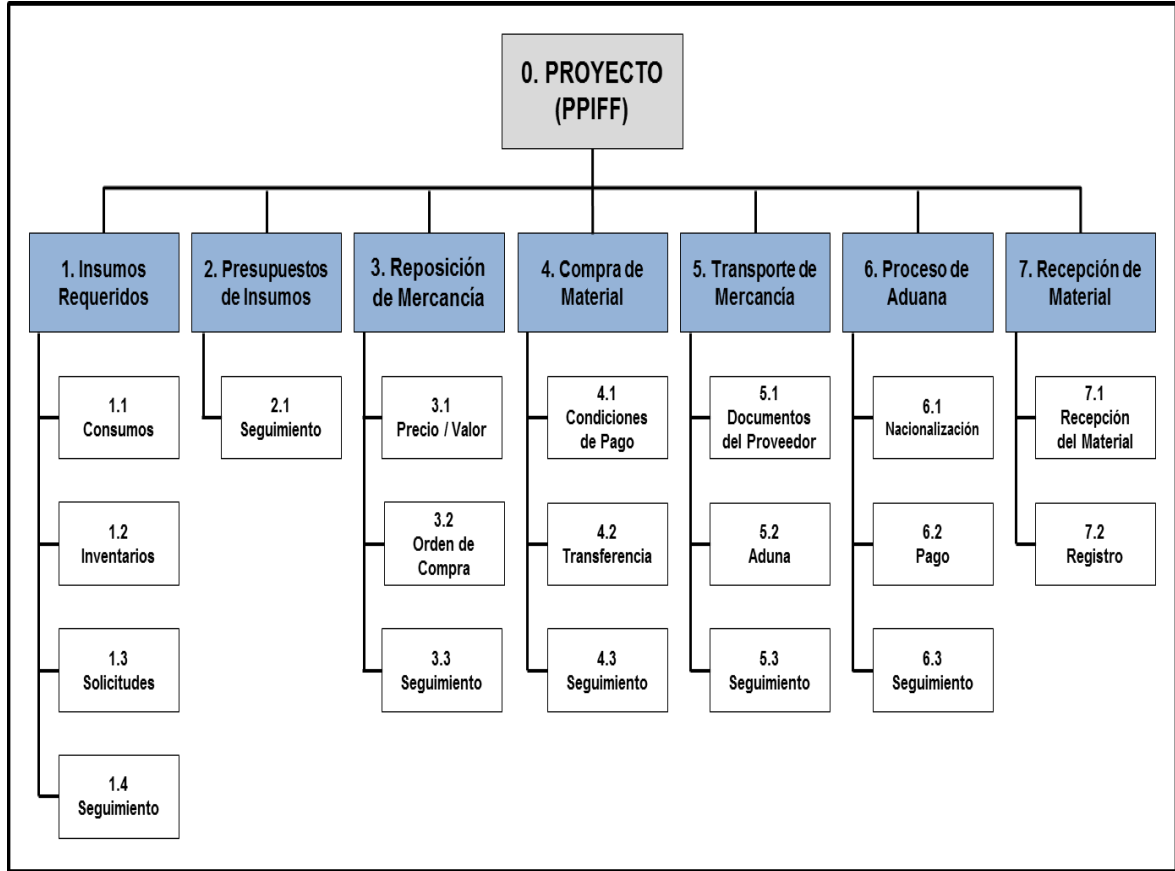 0. PROYECTO
(PPIFF)
1. Insumos
Requeridos
2. Presupuestos
de Insumos
3. Reposición
de Mercancía
4. Compra de
Material
5. Transporte de
Mercancía
6. Proceso de
Aduana
7. Recepción de
Material
1.1
Consumos
1.2
Inventarios
1.3
Solicitudes
1.4
Seguimiento
2.1
Seguimiento
3.1
Precio / Valor
3.2
Orden de
Compra
3.3
Seguimiento
4.1
Condiciones
de Pago
4.2
Transferencia
4.3
Seguimiento
5.1
Documentos
del Proveedor
5.2
Aduna
5.3
Seguimiento
6.1
Nacionalización
6.2
Pago
6.3
Seguimiento
7.1
Recepción
del Material
7.2
Registro